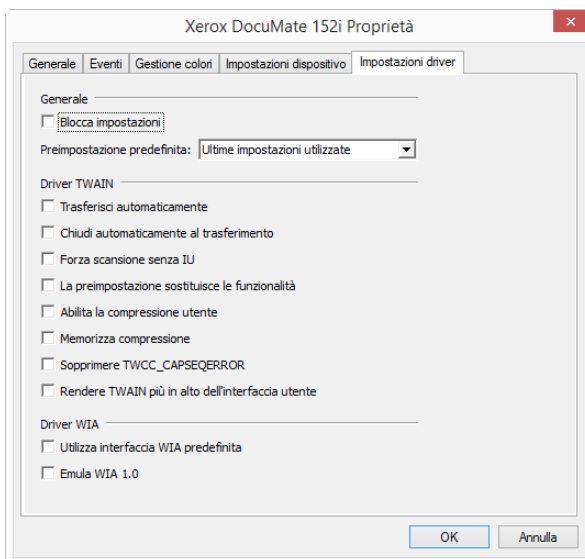 Xerox DocuMate 152i Proprietà
Generale Eventi Gestione colori Impostazioni dispositivo Impostazioni driver
Generale
Blocca impostazioni
Preimpostazione predefinita: Ultime impostazioni utilizzate
Driver TWAIN
Trasferisci automaticamente
Chiudi automaticamente al trasferimento
Forza scansione senza IU
La preimpostazione sostituisce le funzionalità
Abilita la compressione utente
Memorizza compressione
Sopprimere TWCC_CAPSEQERROR
Rendere TWAIN più in alto dell'interfaccia utente
Driver WIA
Utilizza interfaccia WIA predefinita
Emula WIA 1.0
OK Annulla